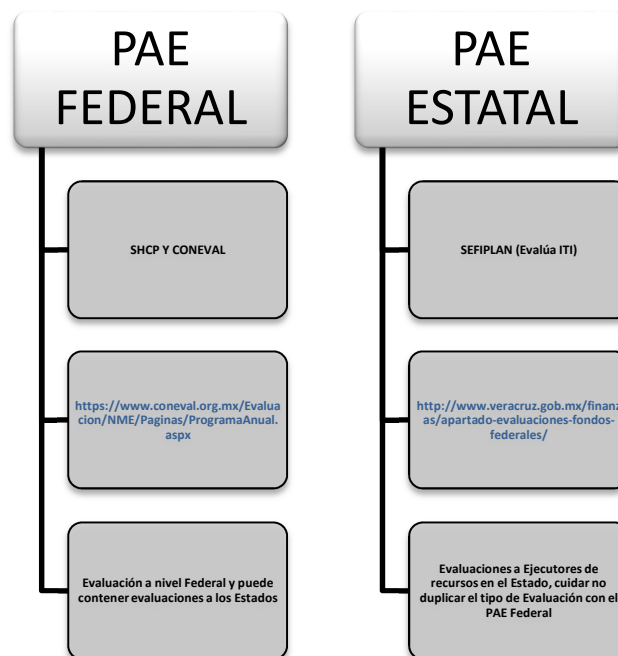 PAE
FEDERAL
SHCP Y CONEVAL
https://www.coneval.org.mx/Evalua
cion/NME/Paginas/ProgramaAnual.
aspx
Evaluación a nivel Federal y puede
contener evaluaciones a los Estados
PAE
ESTATAL
SEFIPLAN (Evalúa ITI)
http://www.veracruz.gob.mx/finanz
as/apartado-evaluaciones-fondos-
federales/
Evaluaciones a Ejecutores de
recursos en el Estado, cuidar no
duplicar el tipo de Evaluación con el
PAE Federal